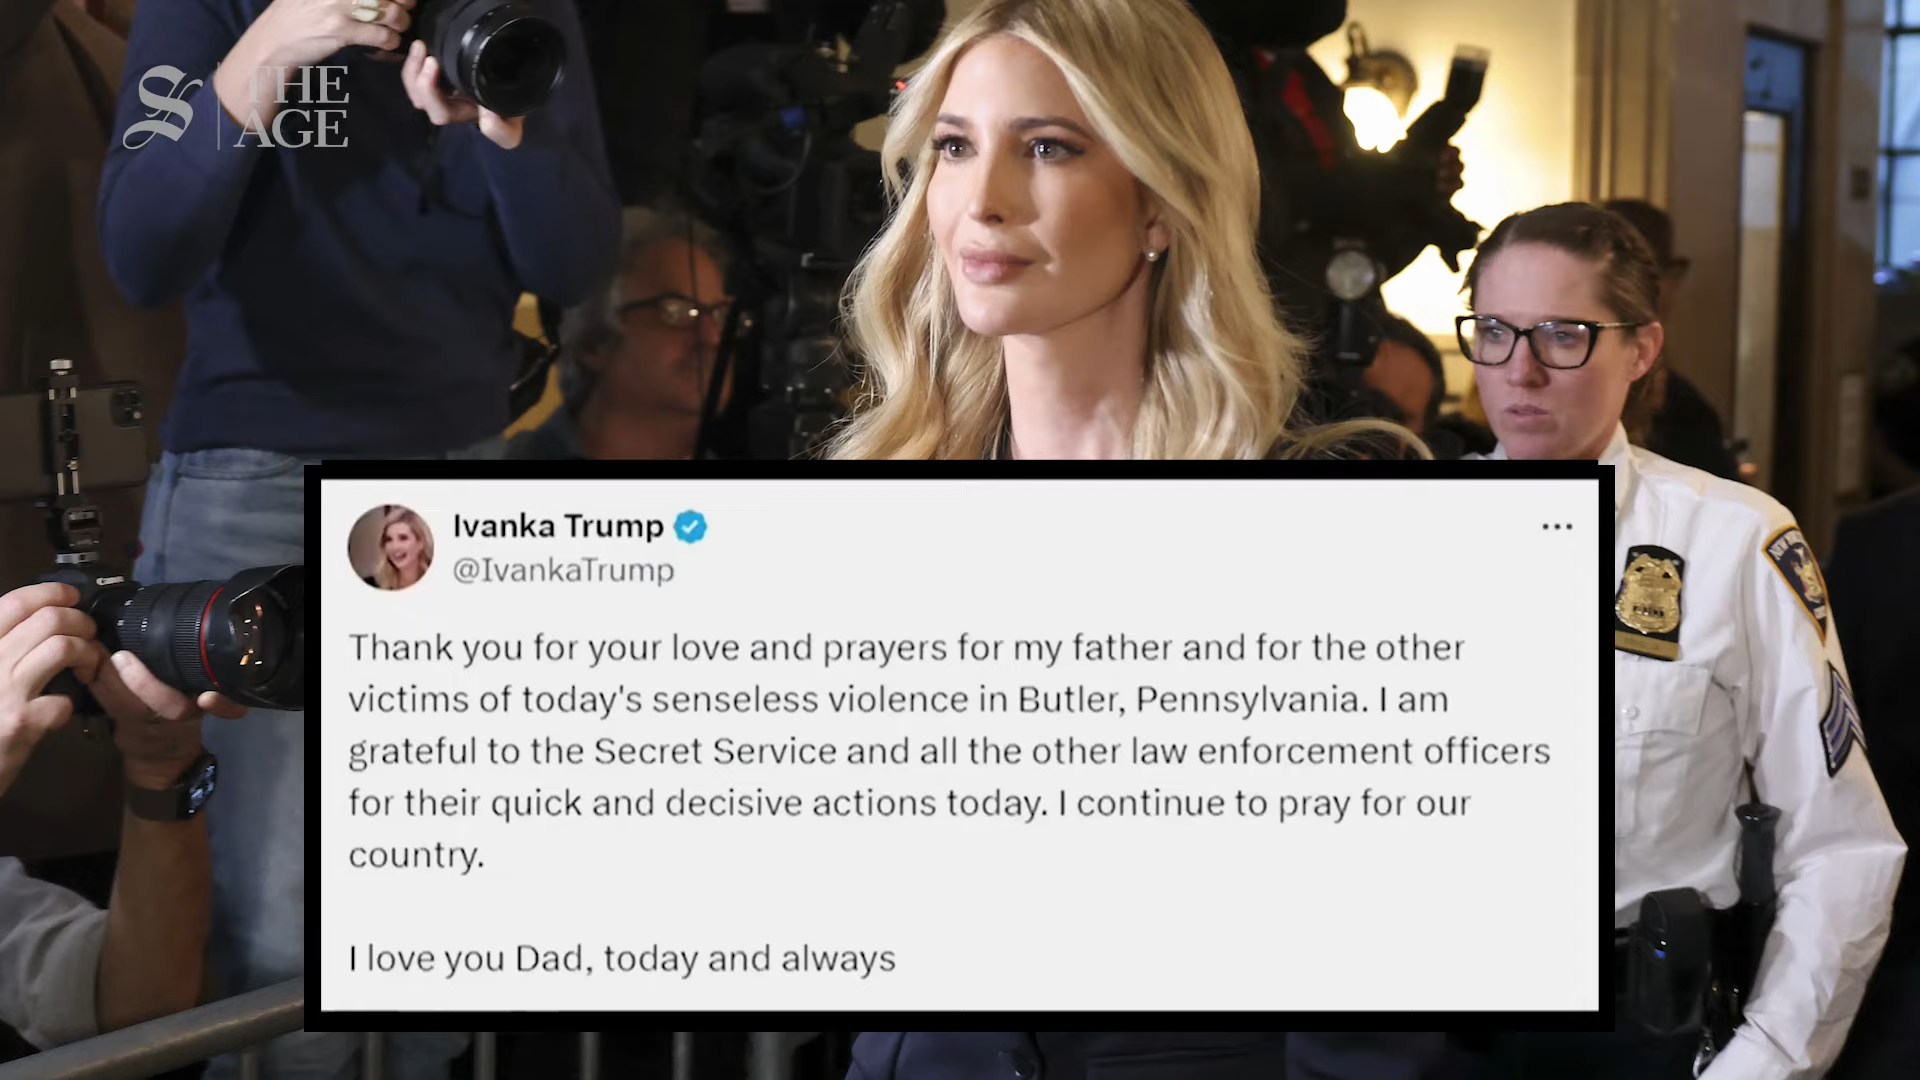 THE
AGE
Ivanka Trump
@IvankaTrump
Thank you for your love and prayers for my father and for the other
victims of today's senseless violence in Butler, Pennsylvania. I am
grateful to the Secret Service and all the other law enforcement officers
for their quick and decisive actions today. I continue to pray for our
country.
I love you Dad, today and always
Canon